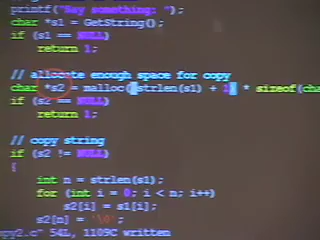 printf("Say something: ");
char *s1 = GetString();
if (s1 == NULL)
return 1;
// allocate enough space for copy
char *s2 = malloc((strlen(s1) + 1) * sizeof(cha
if (s2 == NULL)
return 1;
// copy string
if (s2 != NULL)
{
int n = strlen(s1);
for (int i = 0; i < n; i++)
s2[i] = s1[i];
s2[n] = '\0';
opy2.c" 54L, 1109C written